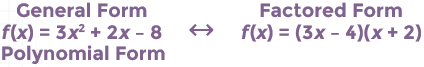 General Form
f(x) = 3x² + 2x – 8
Polynomial Form
↔
Factored Form
f(x) = (3x – 4)(x + 2)